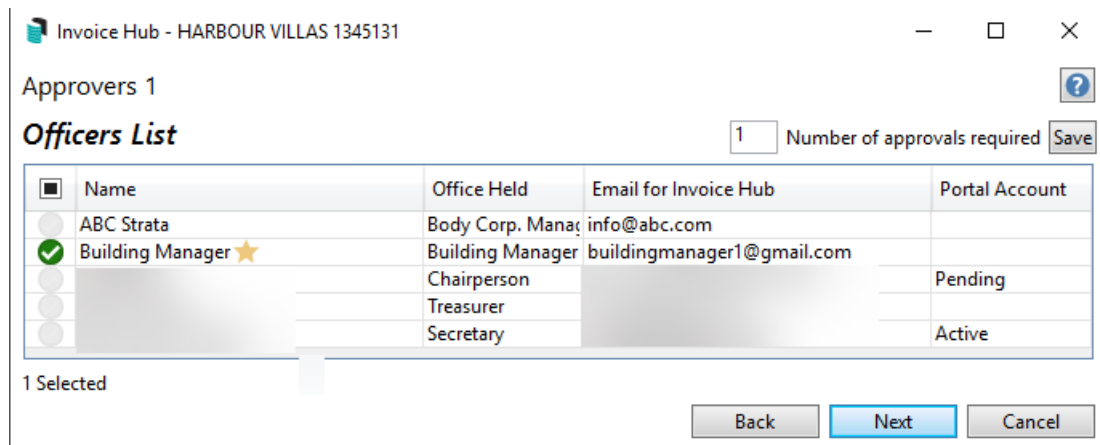 Invoice Hub - HARBOUR VILLAS 1345131
Approvers 1
Officers List
1 Number of approvals required Save
Name Office Held Email for Invoice Hub Portal Account
ABC Strata Body Corp. Manag info@abc.com
Building Manager Building Manager buildingmanager1@gmail.com
Chairperson Pending
Treasurer
Secretary Active
1 Selected
Back Next Cancel